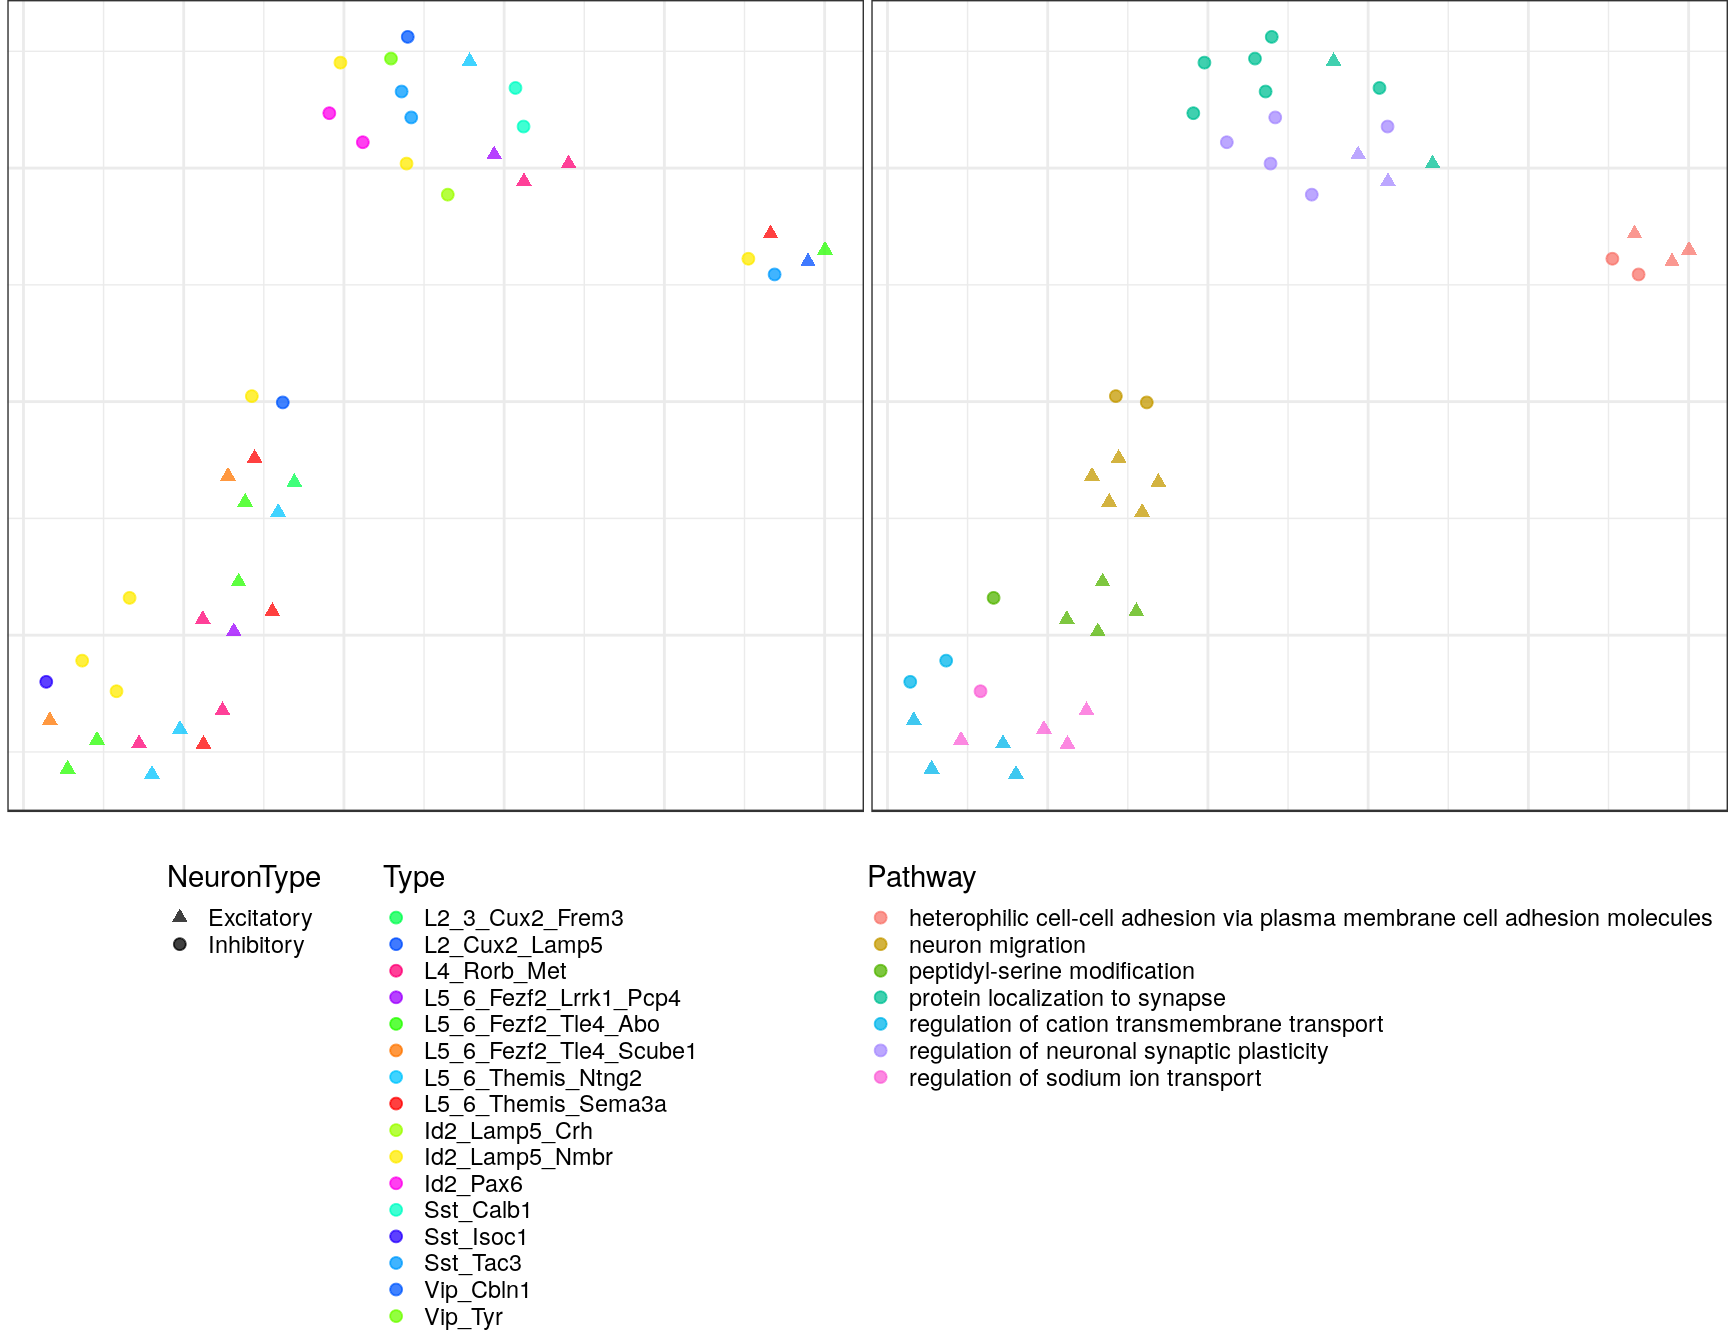 NeuronType
Excitatory
Inhibitory
Type
L2_3_Cux2_Frem3
L2_Cux2_Lamp5
L4_Rorb_Met
L5_6_Fezf2_Lrrk1_Pcp4
L5_6_Fezf2_Tle4_Abo
L5_6_Fezf2_Tle4_Scube1
L5_6_Themis_Ntng2
L5_6_Themis_Sema3a
Id2_Lamp5_Crh
Id2_Lamp5_Nmbr
Id2_Pax6
Sst_Calb1
Sst_Isoc1
Sst_Tac3
Vip_Cbln1
Vip_Tyr
Pathway
heterophilic cell-cell adhesion via plasma membrane cell adhesion molecules
neuron migration
peptidyl-serine modification
protein localization to synapse
regulation of cation transmembrane transport
regulation of neuronal synaptic plasticity
regulation of sodium ion transport